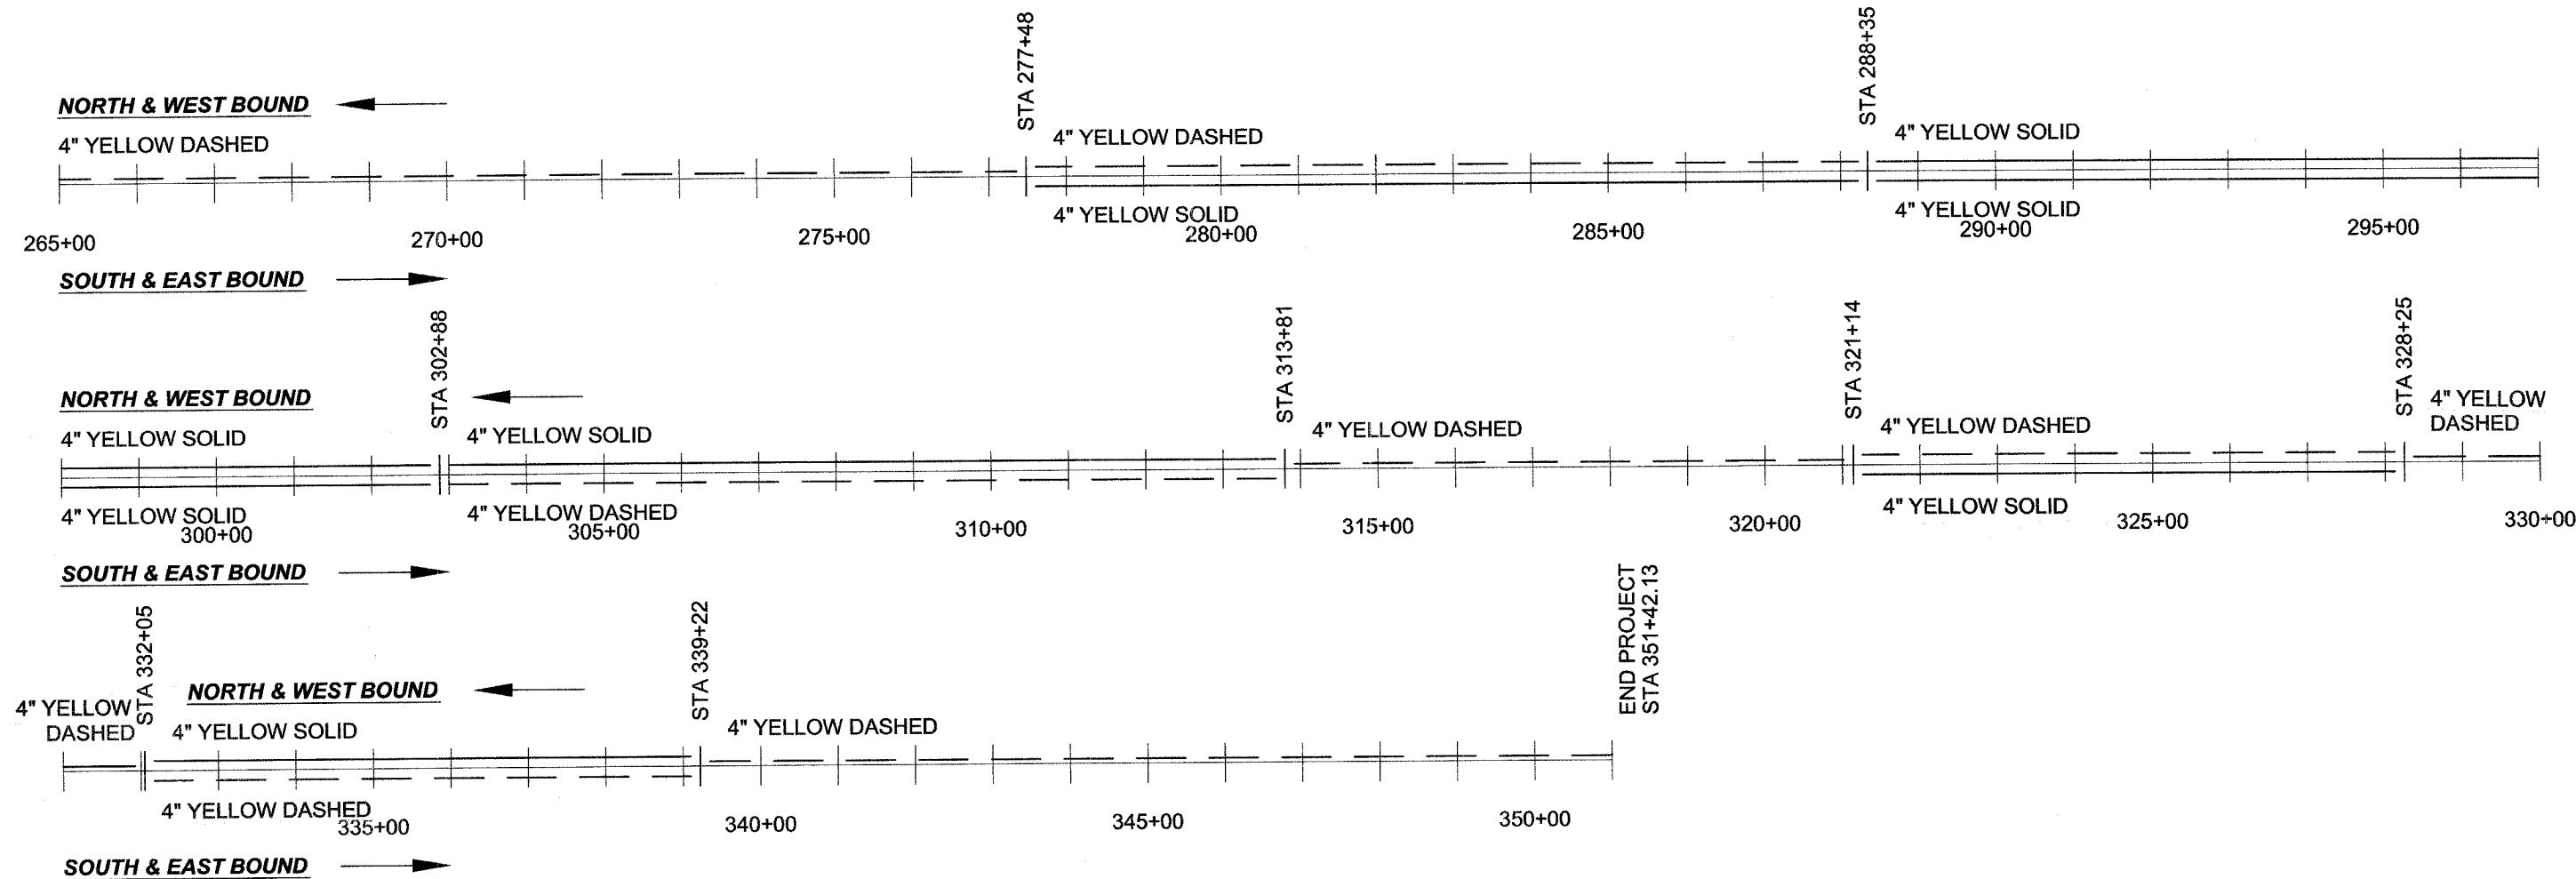 STA 277+48
STA 288+35
NORTH & WEST BOUND
4" YELLOW DASHED
4" YELLOW DASHED
4" YELLOW SOLID
4" YELLOW SOLID
4" YELLOW SOLID
265+00
270+00
275+00
280+00
285+00
290+00
295+00
SOUTH & EAST BOUND
STA 302+88
STA 313+81
STA 321+14
STA 328+25
NORTH & WEST BOUND
4" YELLOW SOLID
4" YELLOW SOLID
4" YELLOW DASHED
4" YELLOW DASHED
4" YELLOW
DASHED
4" YELLOW SOLID
4" YELLOW DASHED
4" YELLOW SOLID
300+00
305+00
310+00
315+00
320+00
325+00
330+00
SOUTH & EAST BOUND
STA 332+05
STA 339+22
END PROJECT
STA 351+42.13
NORTH & WEST BOUND
4" YELLOW
DASHED
4" YELLOW SOLID
4" YELLOW DASHED
4" YELLOW DASHED
335+00
340+00
345+00
350+00
SOUTH & EAST BOUND